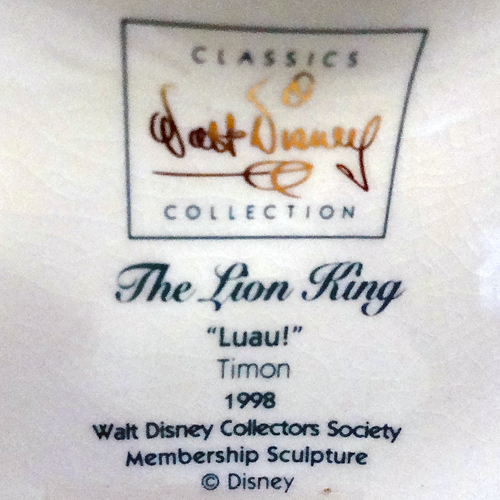 CLASSICS
Walt Disney
COLLECTION
The Lion King
“Luau!”
Timon
1998
Walt Disney Collectors Society
Membership Sculpture
© Disney